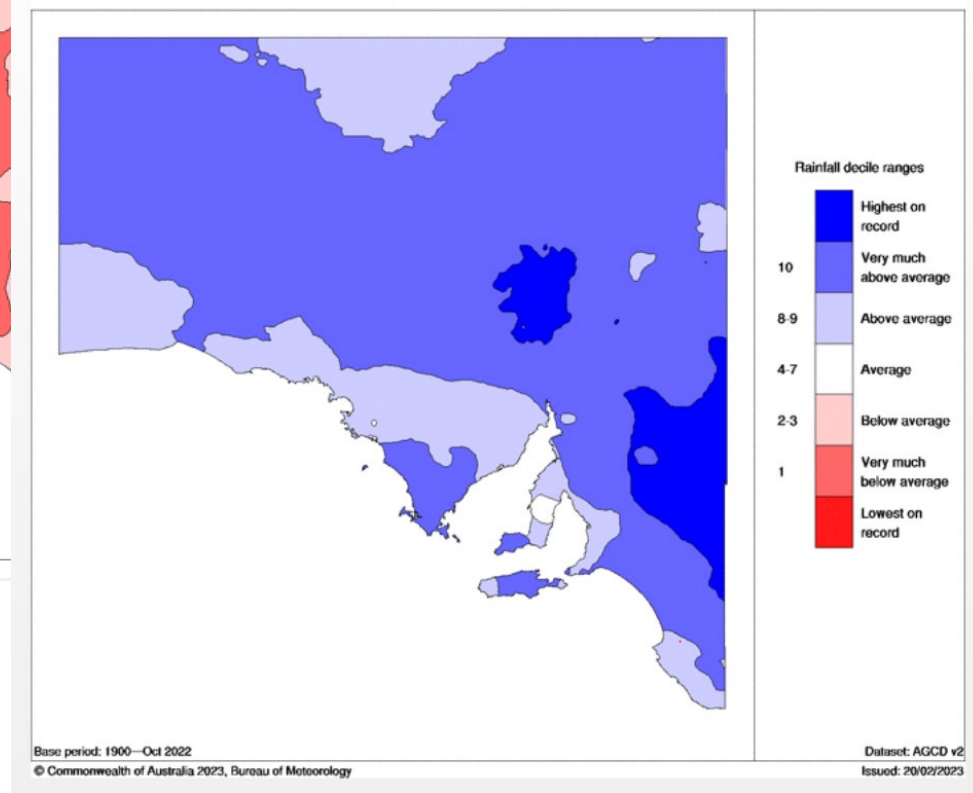 Rainfall decile ranges
Highest on
record
10
Very much
above average
8-9
Above average
4-7
Average
2-3
Below average
1
Very much
below average
Lowest on
record
Base period: 1900—Oct 2022
Dataset: AGCD v2
© Commonwealth of Australia 2023, Bureau of Meteorology
Issued: 20/02/2023